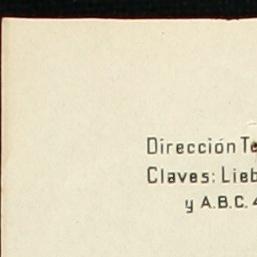 Dirección Te
Claves: Lieb
y A.B.C. 4